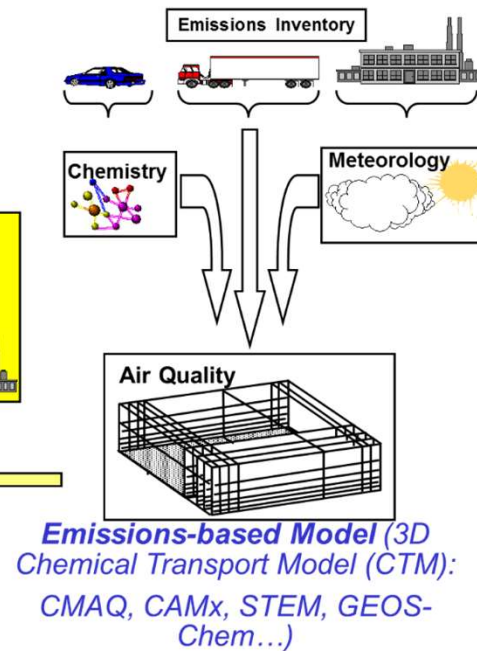 Emissions Inventory
Chemistry
Meteorology
Air Quality
Emissions-based Model (3D
Chemical Transport Model (CTM):
CMAQ, CAMx, STEM, GEOS-
Chem…)